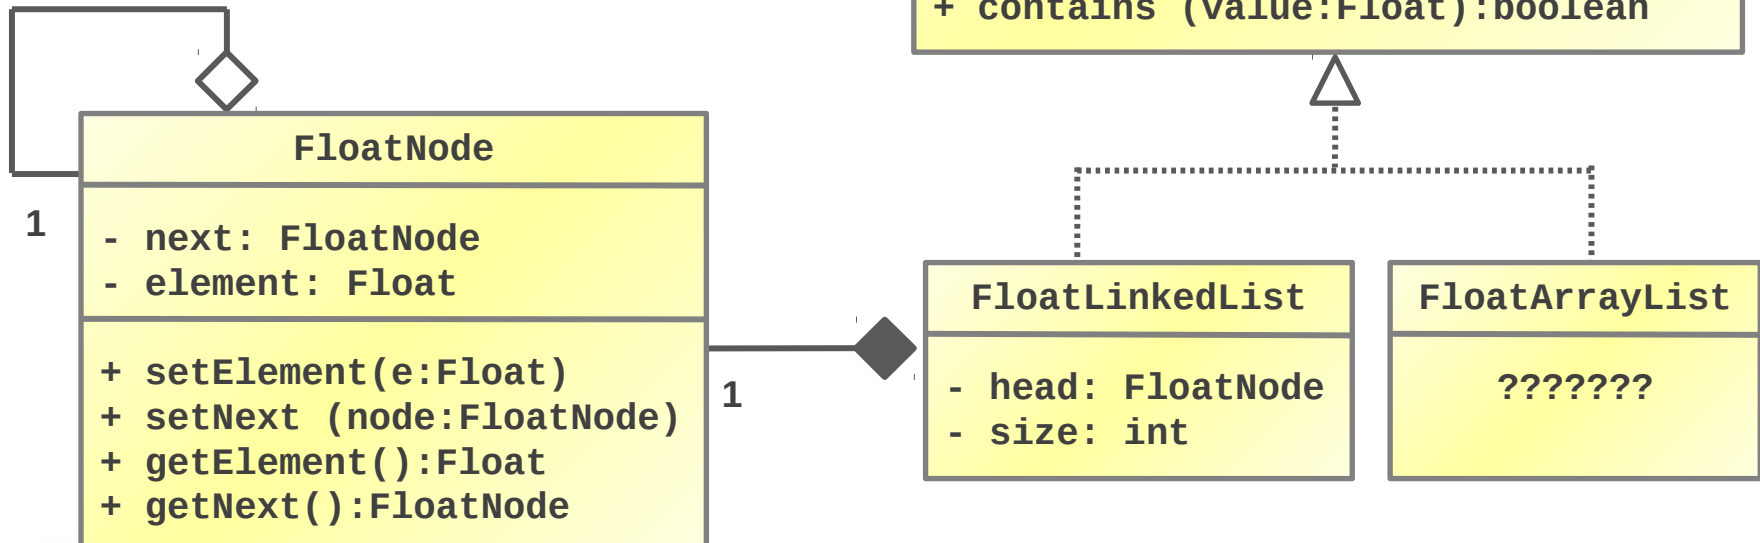 + contains (value:Float):boolean
FloatNode
1
- next: FloatNode
- element: Float
+ setElement(e:Float)
+ setNext (node:FloatNode)
+ getElement():Float
+ getNext():FloatNode
1
FloatLinkedList
- head: FloatNode
- size: int
FloatArrayList
???????